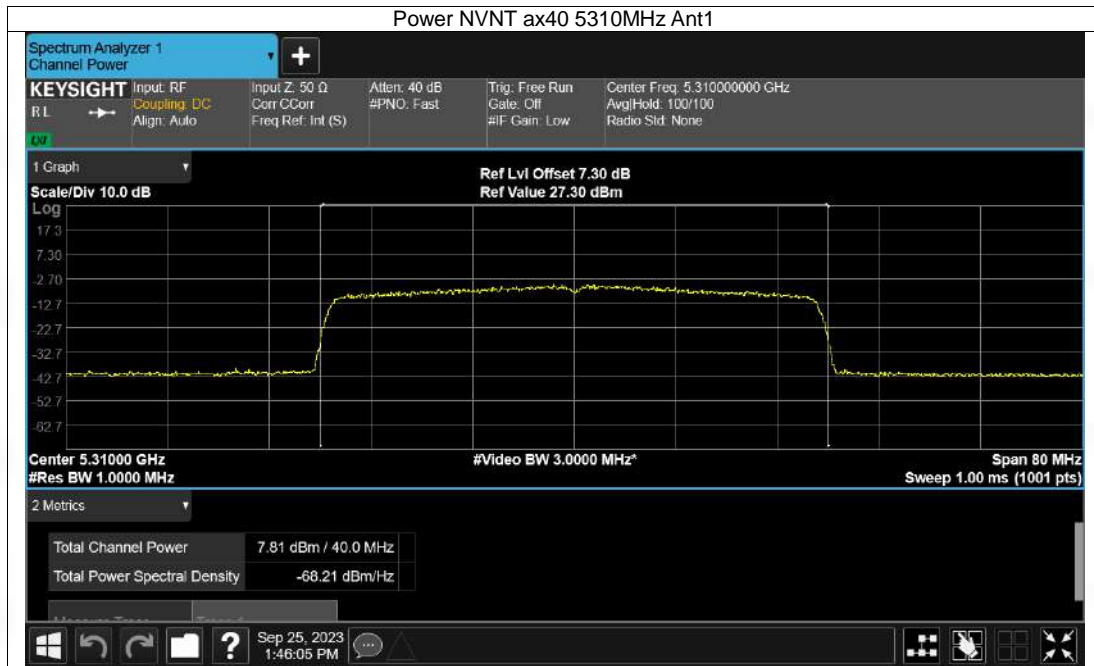 Power NVNT ax40 5310MHz Ant1
Spectrum Analyzer 1
Channel Power
KEYSIGHT
R L
Input: RF
Coupling: DC
Align: Auto
Input Z: 50 Ω
Corr CCorr
Freq Ref: Int (S)
Atten: 40 dB
#PNO: Fast
Trig: Free Run
Gate: Off
#IF Gain: Low
Center Freq: 5.310000000 GHz
Avg|Hold: 100/100
Radio Std: None
1 Graph
Scale/Div 10.0 dB
Ref Lvl Offset 7.30 dB
Ref Value 27.30 dBm
Log
17.3
7.30
-2.70
-12.7
-22.7
-32.7
-42.7
-52.7
-62.7
Center 5.31000 GHz
#Res BW 1.0000 MHz
#Video BW 3.0000 MHz*
Span 80 MHz
Sweep 1.00 ms (1001 pts)
2 Metrics
Total Channel Power 7.81 dBm / 40.0 MHz
Total Power Spectral Density -68.21 dBm/Hz
?
Sep 25, 2023
1:46:05 PM